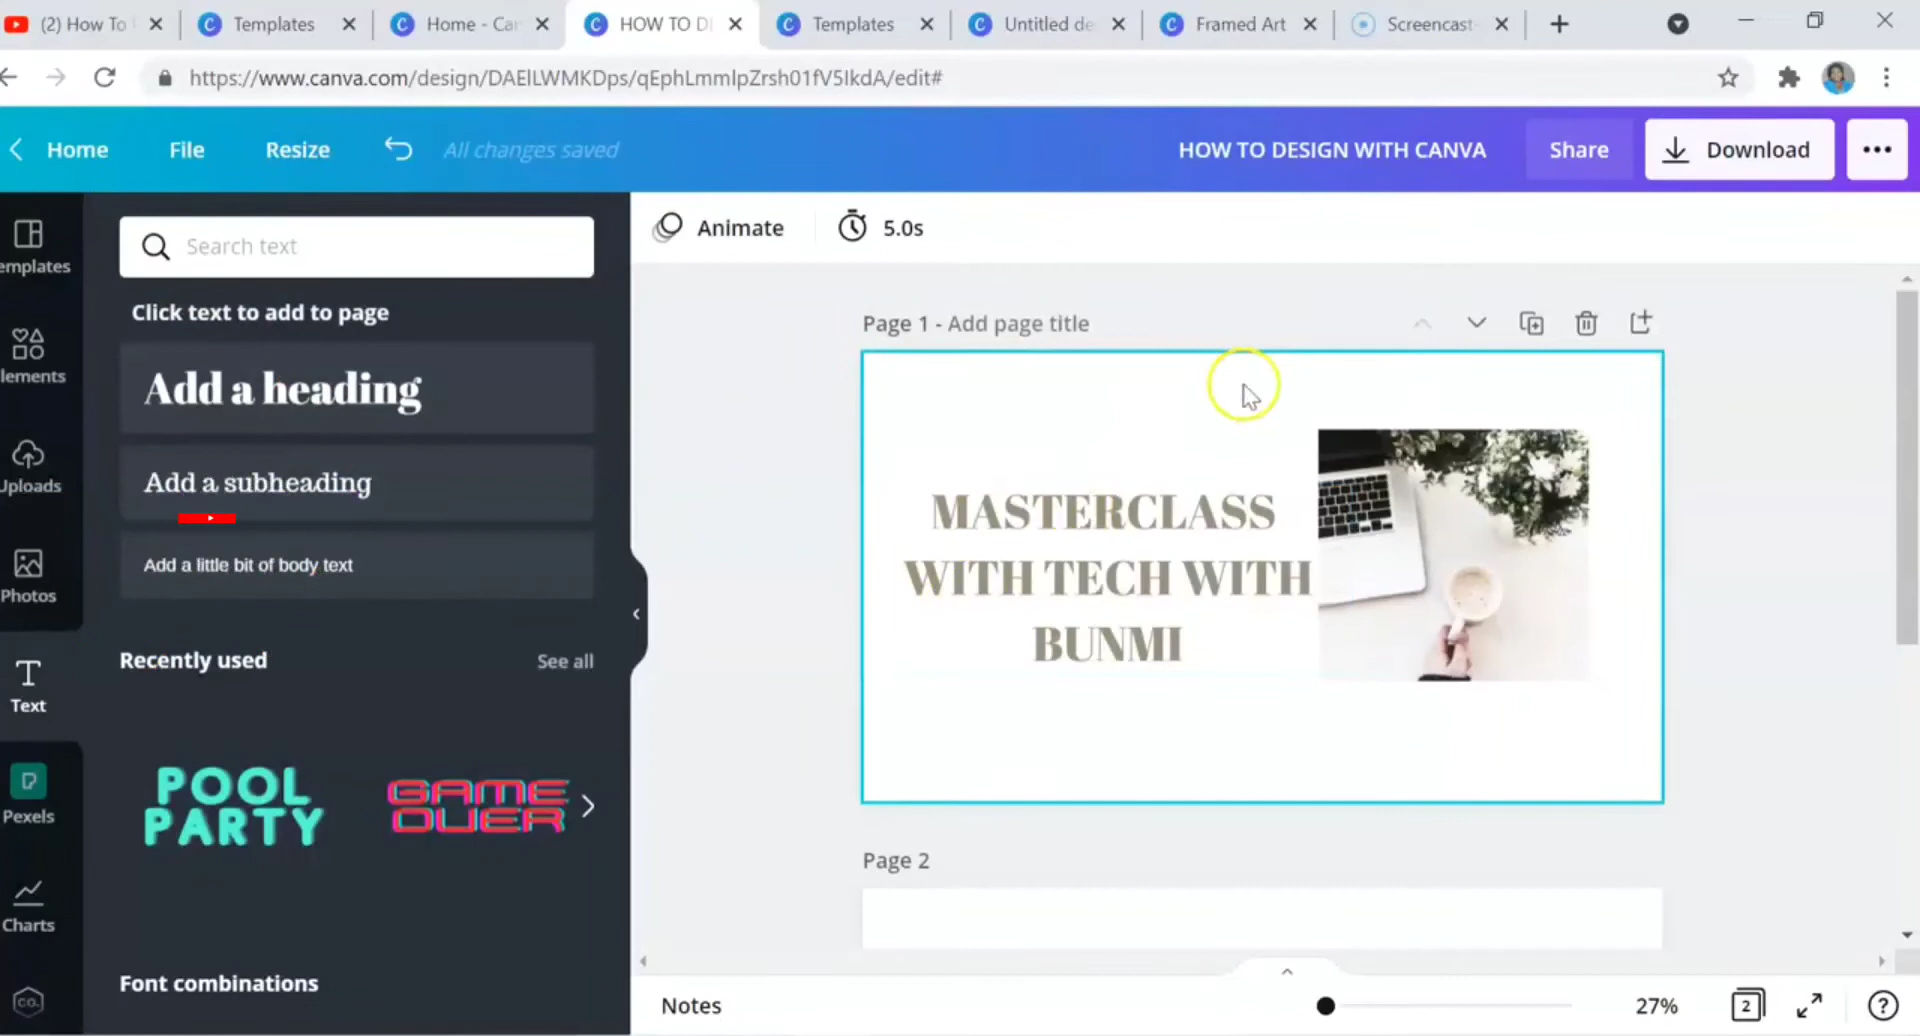 (2) How To
Templates
Home - Can
HOW TO DI
Templates
Untitled de
Framed Art
Screencast-
https://www.canva.com/design/DAElLWMKDps/qEphLmmlpZrsh01fV5IkdA/edit#
Home
File
Resize
All changes saved
HOW TO DESIGN WITH CANVA
Share
Download
emplates
lements
Uploads
Photos
Text
Pexels
Charts
co.
Search text
Click text to add to page
Add a heading
Add a subheading
Add a little bit of body text
Recently used
See all
POOL
PARTY
GAME
OVER
Font combinations
Animate
5.0s
Page 1 - Add page title
MASTERCLASS
WITH TECH WITH
BUNMI
Page 2
Notes
27%
2